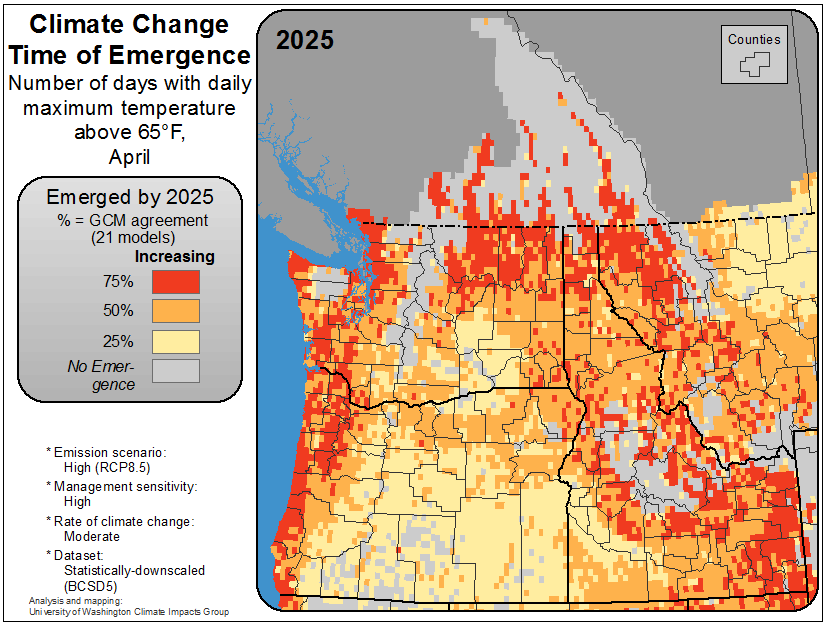 Climate Change
Time of Emergence
Number of days with daily
maximum temperature
above 65°F,
April
Emerged by 2025
% = GCM agreement
(21 models)
Increasing
75%
50%
25%
No Emer-
gence
* Emission scenario:
High (RCP8.5)
* Management sensitivity:
High
* Rate of climate change:
Moderate
* Dataset:
Statistically-downscaled
(BCSD5)
Analysis and mapping:
University of Washington Climate Impacts Group
2025
Counties